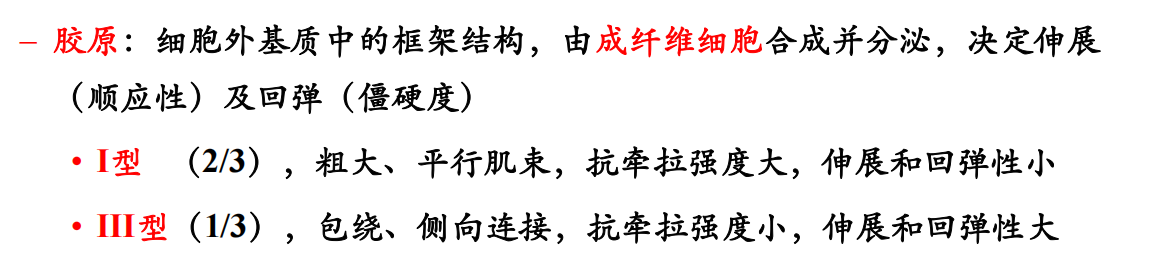 – 胶原：细胞外基质中的框架结构，由成纤维细胞合成并分泌，决定伸展
（顺应性）及回弹（僵硬度）
• I型 （2/3），粗大、平行肌束，抗牵拉强度大，伸展和回弹性小
• III型（1/3），包绕、侧向连接，抗牵拉强度小，伸展和回弹性大